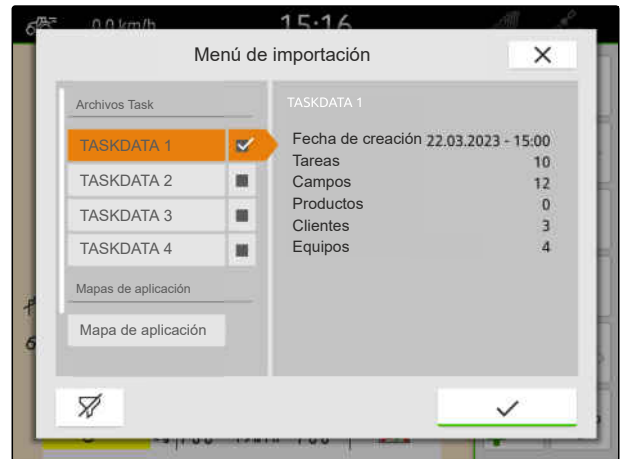 0.0 km/h
15:16
Menú de importación
Archivos Task
TASKDATA 1
TASKDATA 2
TASKDATA 3
TASKDATA 4
Mapas de aplicación
Mapa de aplicación
TASKDATA 1
Fecha de creación 22.03.2023 - 15:00
Tareas 10
Campos 12
Productos 0
Clientes 3
Equipos 4